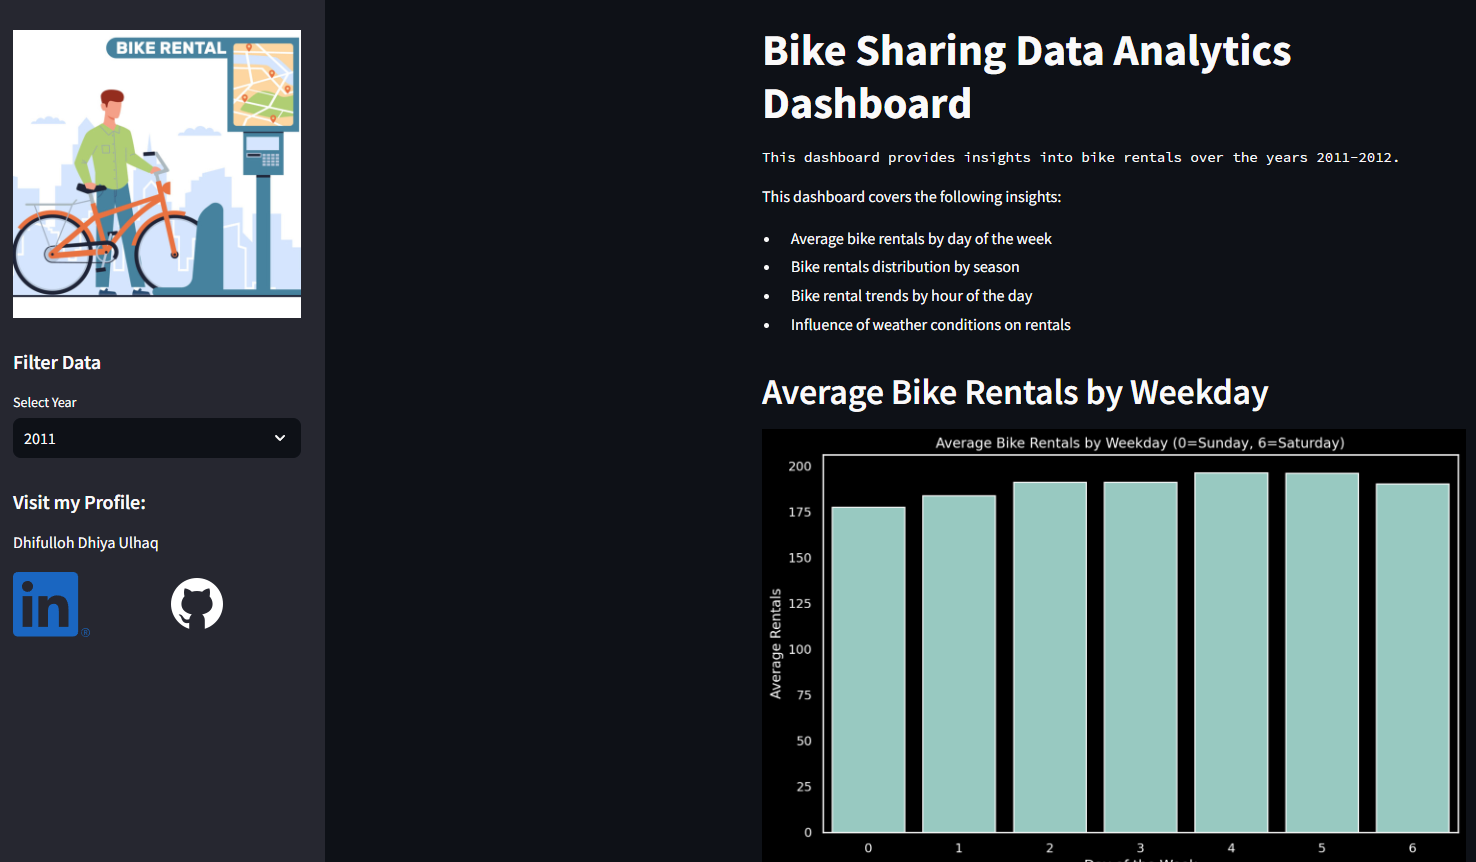 BIKE RENTAL
Filter Data
Select Year
2011
Visit my Profile:
Dhifulloh Dhiya Ulhaq
in
®
Bike Sharing Data Analytics
Dashboard
This dashboard provides insights into bike rentals over the years 2011-2012.
This dashboard covers the following insights:
• Average bike rentals by day of the week
• Bike rentals distribution by season
• Bike rental trends by hour of the day
• Influence of weather conditions on rentals
Average Bike Rentals by Weekday
Average Bike Rentals by Weekday (0=Sunday, 6=Saturday)
Average Rentals
200
175
150
125
100
75
50
25
0
0 1 2 3 4 5 6
Day of the Week